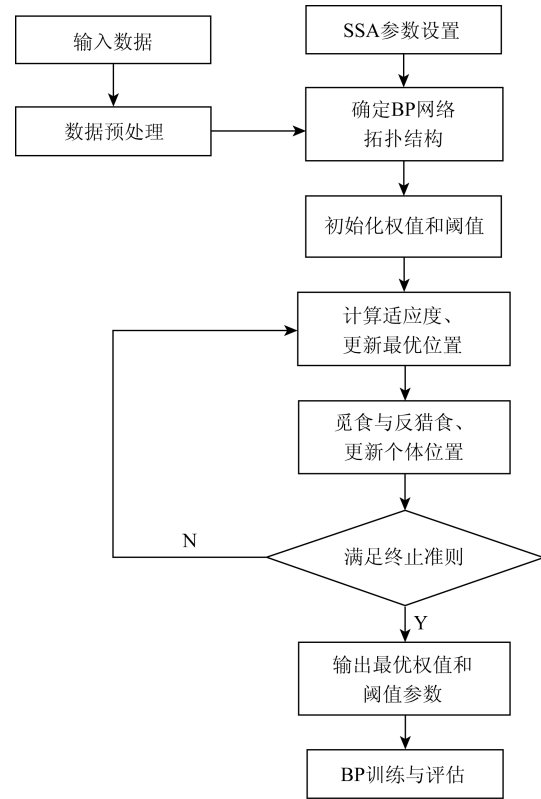 输入数据
SSA参数设置
数据预处理
确定BP网络
拓扑结构
初始化权值和阈值
计算适应度、
更新最优位置
觅食与反猎食、
更新个体位置
N
满足终止准则
Y
输出最优权值和
阈值参数
BP训练与评估